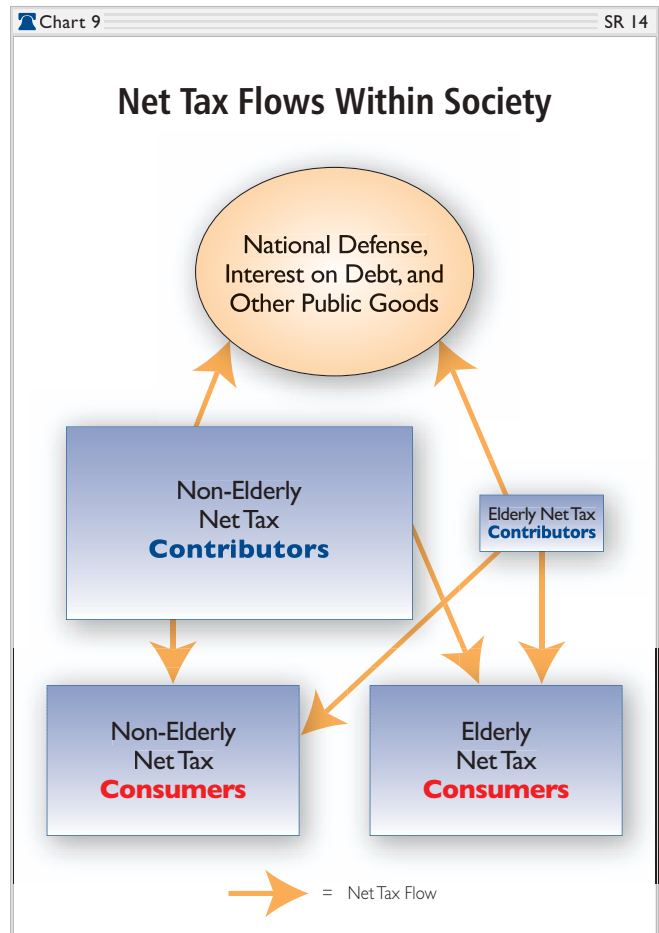 Chart 9
SR 14
Net Tax Flows Within Society
National Defense,
Interest on Debt, and
Other Public Goods
Non-Elderly
Net Tax
Contributors
Elderly Net Tax
Contributors
Non-Elderly
Net Tax
Consumers
Elderly
Net Tax
Consumers
= Net Tax Flow